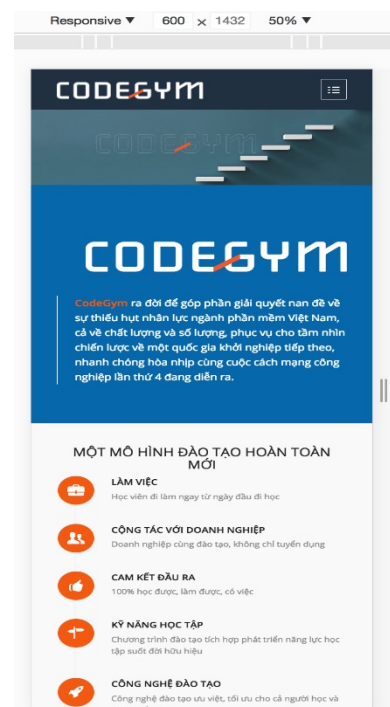 Responsive ▼ 600 × 1432 50% ▼
CODEGYM
CODEGYM
CODEGYM
CodeGym ra đời để góp phần giải quyết nan đề về
sự thiếu hụt nhân lực ngành phần mềm Việt Nam,
cả về chất lượng và số lượng, phục vụ cho tầm nhìn
chiến lược về một quốc gia khởi nghiệp tiếp theo,
nhanh chóng hòa nhịp cùng cuộc cách mạng công
nghiệp lần thứ 4 đang diễn ra.
MỘT MÔ HÌNH ĐÀO TẠO HOÀN TOÀN
MỚI
LÀM VIỆC
Học viên đi làm ngay từ ngày đầu đi học
CỘNG TÁC VỚI DOANH NGHIỆP
Doanh nghiệp cùng đào tạo, không chỉ tuyển dụng
CAM KẾT ĐẦU RA
100% học được, làm được, có việc
KỸ NĂNG HỌC TẬP
Chương trình đào tạo tích hợp phát triển năng lực học
tập suốt đời hữu hiệu
CÔNG NGHỆ ĐÀO TẠO
Công nghệ đào tạo ưu việt, tối ưu cho cả người học và